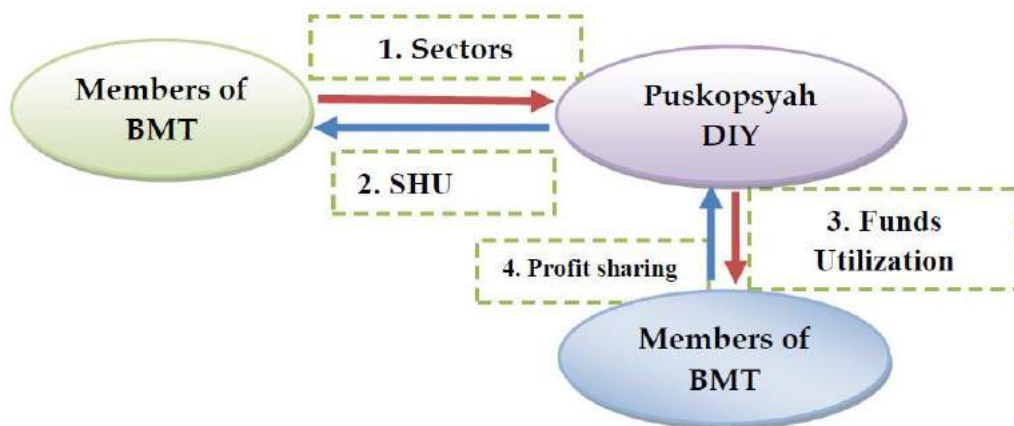 1. Sectors
Members of
BMT
Puskopsyah
DIY
2. SHU
3. Funds
Utilization
4. Profit sharing
Members of
BMT